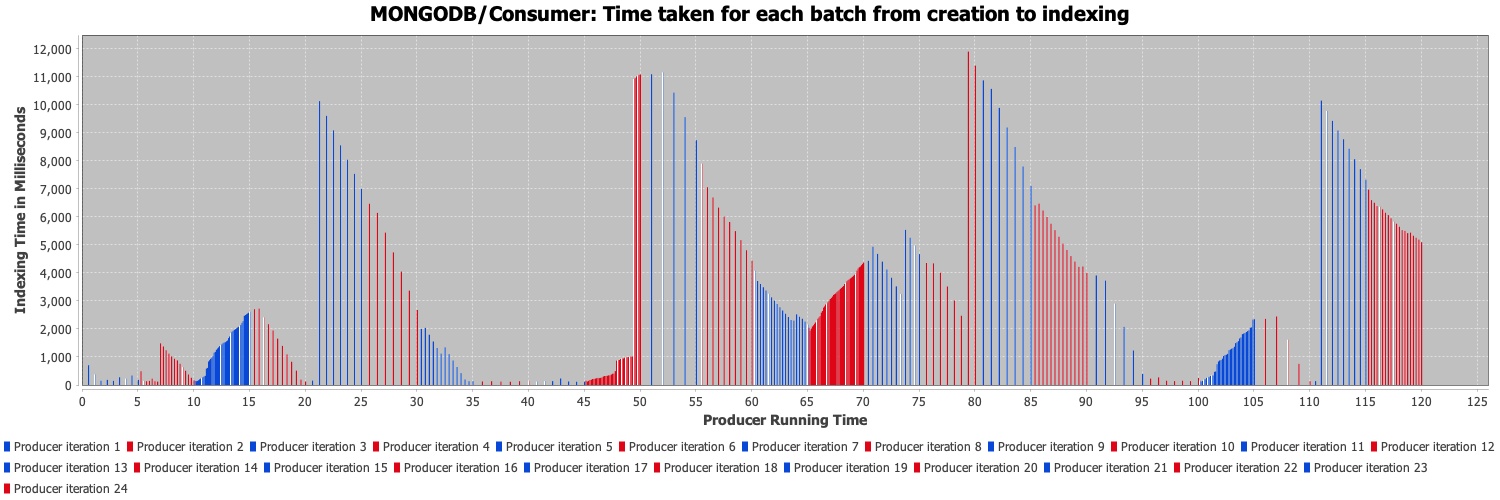 MONGODB/Consumer: Time taken for each batch from creation to indexing
Indexing Time in Milliseconds
12,000
11,000
10,000
9,000
8,000
7,000
6,000
5,000
4,000
3,000
2,000
1,000
0
0 5 10 15 20 25 30 35 40 45 50 55 60 65 70 75 80 85 90 95 100 105 110 115 120 125
Producer Running Time
Producer iteration 1 Producer iteration 2 Producer iteration 3 Producer iteration 4 Producer iteration 5 Producer iteration 6 Producer iteration 7 Producer iteration 8 Producer iteration 9 Producer iteration 10 Producer iteration 11 Producer iteration 12
Producer iteration 13 Producer iteration 14 Producer iteration 15 Producer iteration 16 Producer iteration 17 Producer iteration 18 Producer iteration 19 Producer iteration 20 Producer iteration 21 Producer iteration 22 Producer iteration 23
Producer iteration 24